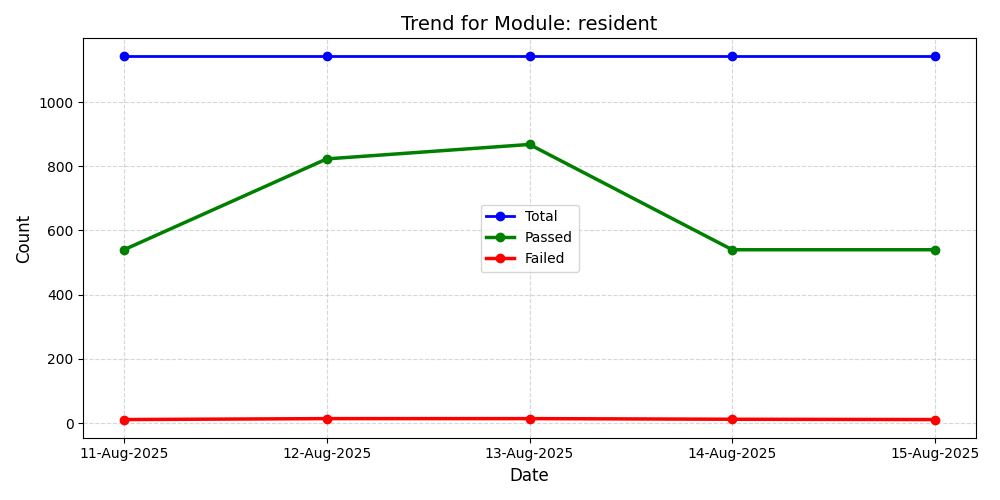 Trend for Module: resident
Count
1000
800
600
400
200
0
Total
Passed
Failed
11-Aug-2025
12-Aug-2025
13-Aug-2025
14-Aug-2025
15-Aug-2025
Date